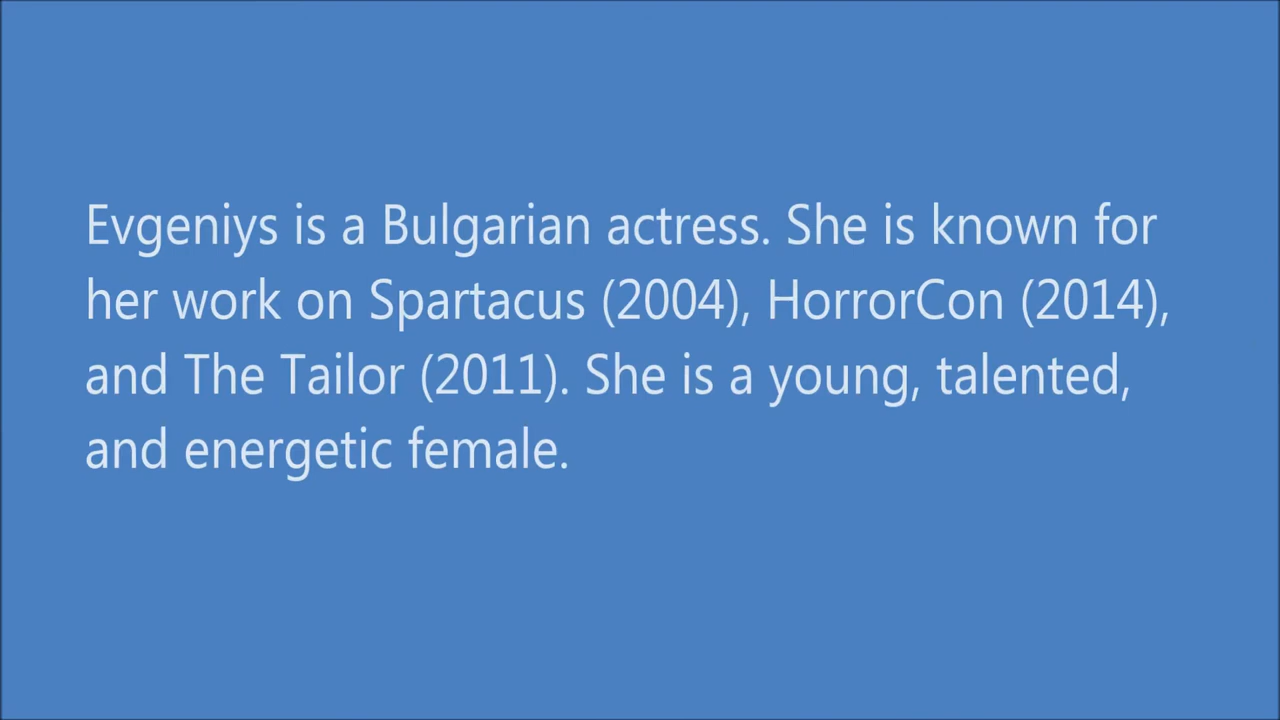 Evgeniys is a Bulgarian actress. She is known for
her work on Spartacus (2004), HorrorCon (2014),
and The Tailor (2011). She is a young, talented,
and energetic female.